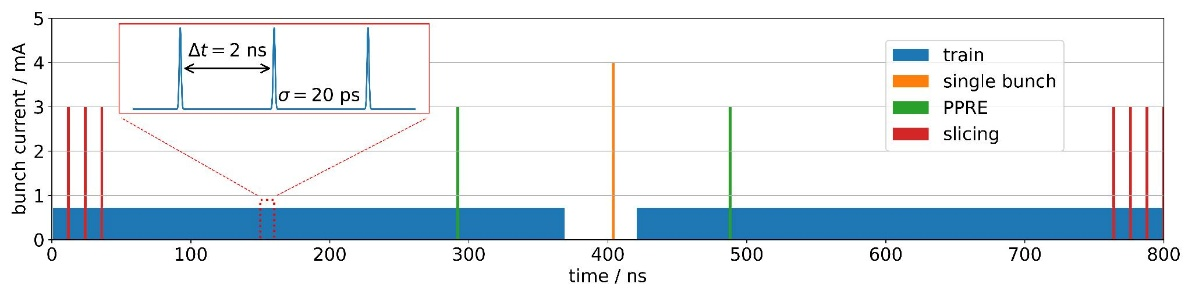 5
4
3
2
1
0
bunch current / mA
Δt = 2 ns
σ = 20 ps
train
single bunch
PPRE
slicing
0 100 200 300 400 500 600 700 800
time / ns